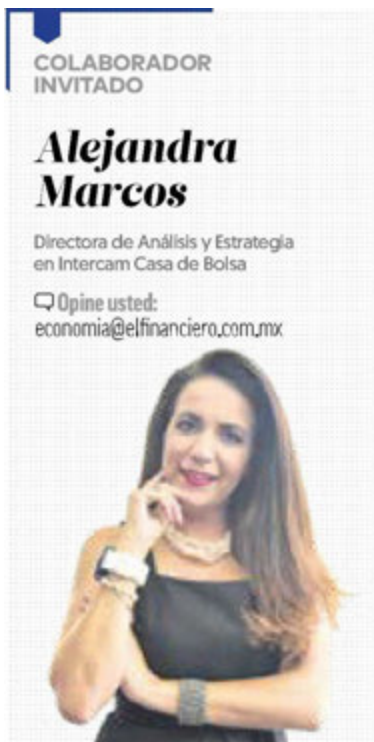 COLABORADOR
INVITADO
Alejandra
Marcos
Directora de Análisis y Estrategia
en Intercam Casa de Bolsa
Opine usted:
economia@elfinanciero.com.mx